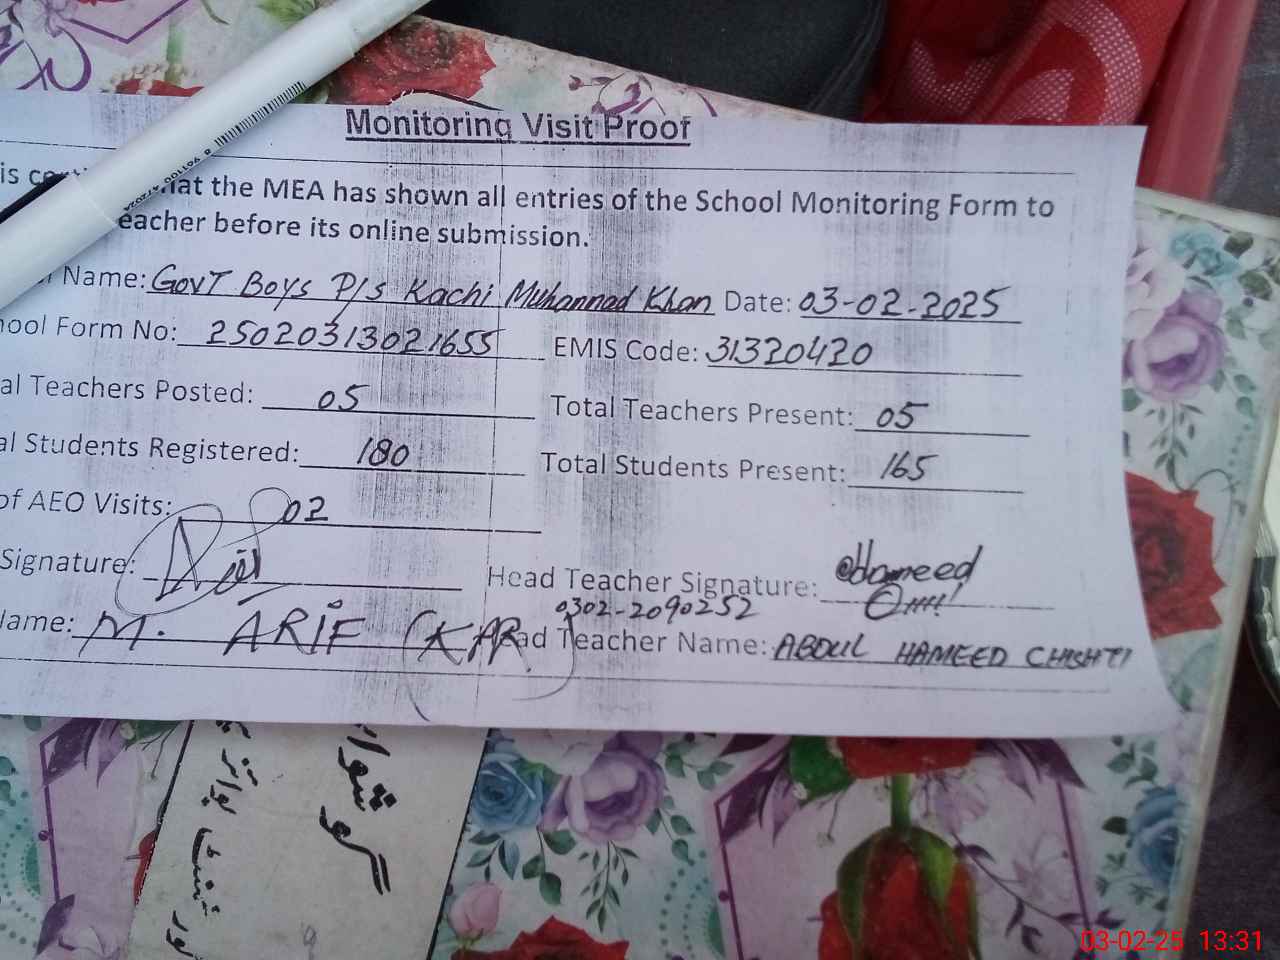 Monitoring Visit Proof
is hat the MEA has shown all entries of the School Monitoring Form to
eacher before its online submission.
Name: GOVT BOYS P/S Kachi Muhammad Khan Date: 03-02-2025
hool Form No: 25020313021655 EMIS Code: 31320420
al Teachers Posted: 05 Total Teachers Present: 05
al Students Registered: 180 Total Students Present: 165
of AEO Visits: 02
Signature: Head Teacher Signature: Hameed
0302-2090252
Name: M. ARIF (KAR) ad Teacher Name: ABDUL HAMEED CHISHTI
گوشوار
03-02-25 13:31